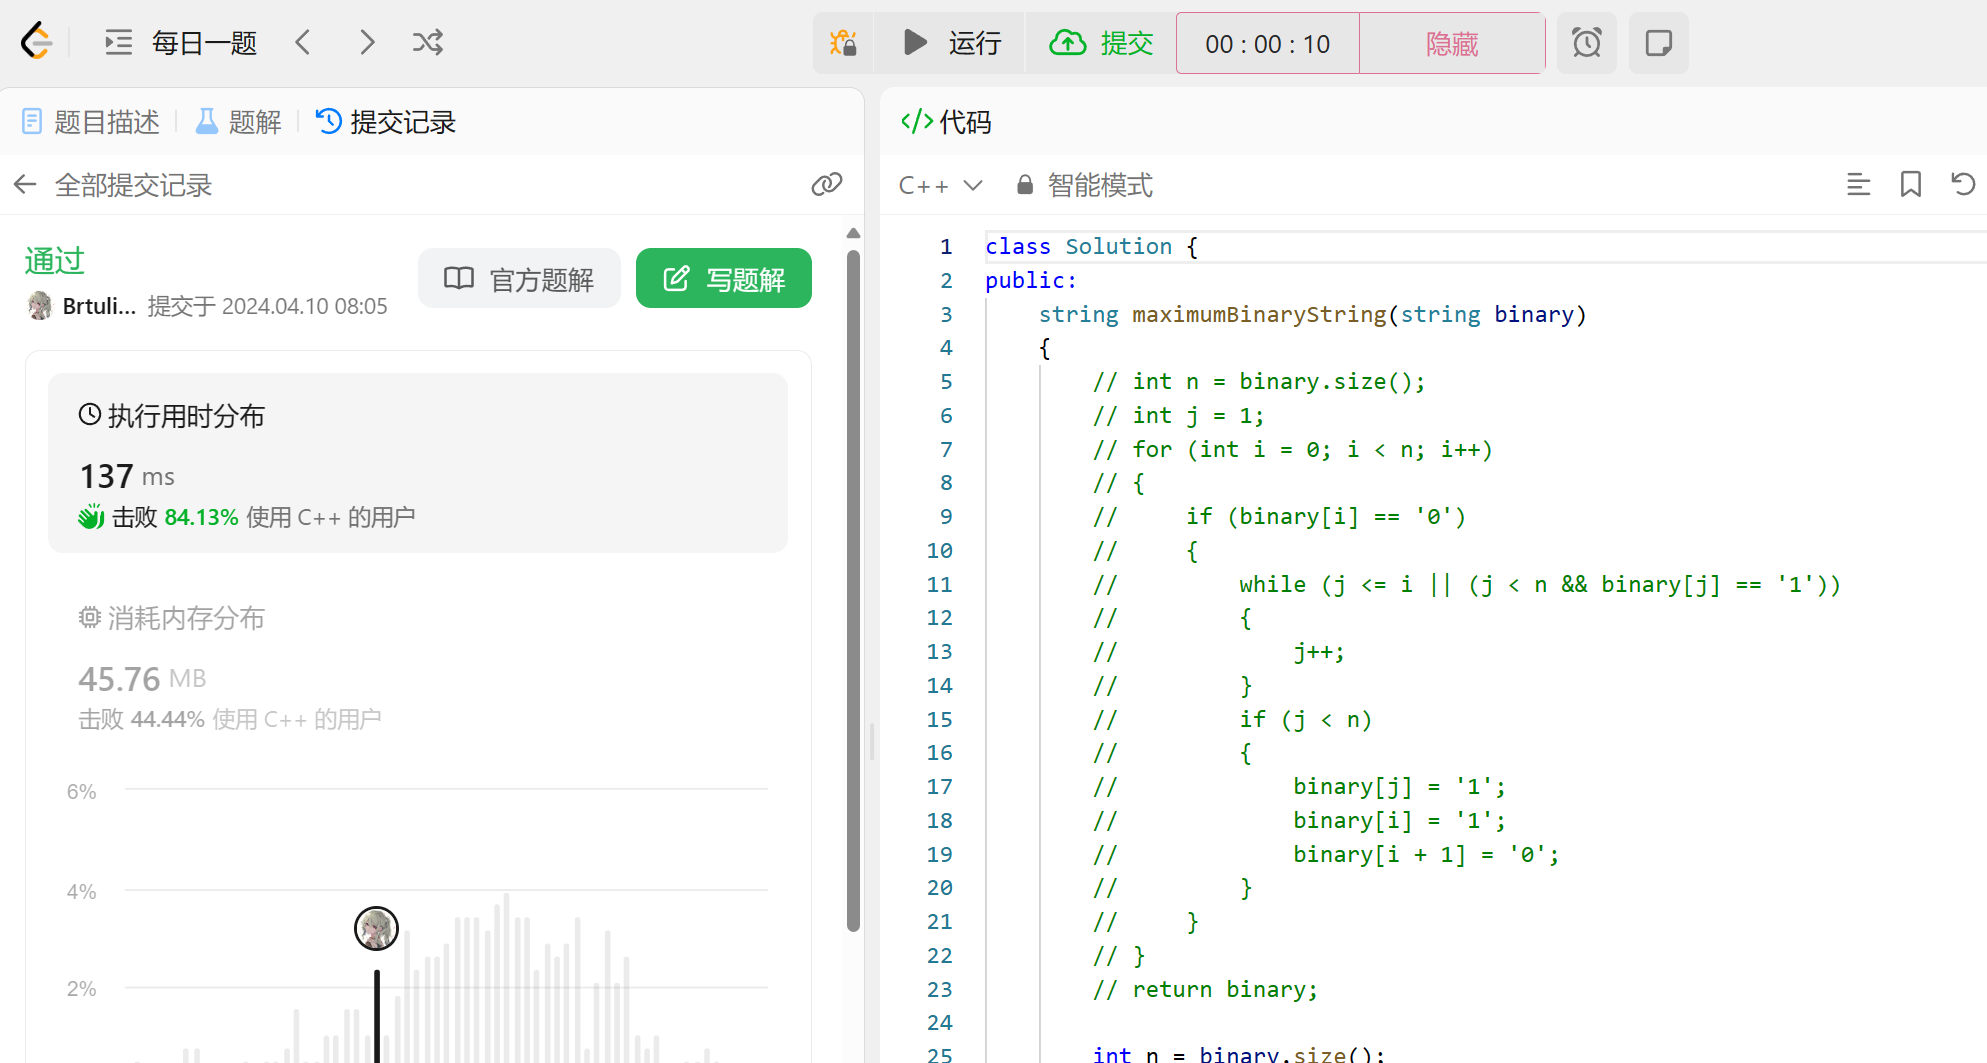 每日一题
运行
提交
00 : 00 : 10
隐藏
题目描述
题解
提交记录
全部提交记录
通过
Brtuli... 提交于 2024.04.10 08:05
官方题解
写题解
执行用时分布
137 ms
击败 84.13% 使用 C++ 的用户
消耗内存分布
45.76 MB
击败 44.44% 使用 C++ 的用户
6%
4%
2%
</> 代码
C++
智能模式
1 class Solution {
2 public:
3 string maximumBinaryString(string binary)
4 {
5 // int n = binary.size();
6 // int j = 1;
7 // for (int i = 0; i < n; i++)
8 // {
9 // if (binary[i] == '0')
10 // {
11 // while (j <= i || (j < n && binary[j] == '1'))
12 // {
13 // j++;
14 // }
15 // if (j < n)
16 // {
17 // binary[j] = '1';
18 // binary[i] = '1';
19 // binary[i + 1] = '0';
20 // }
21 // }
22 // }
23 // return binary;
24
25 int n = binary.size();